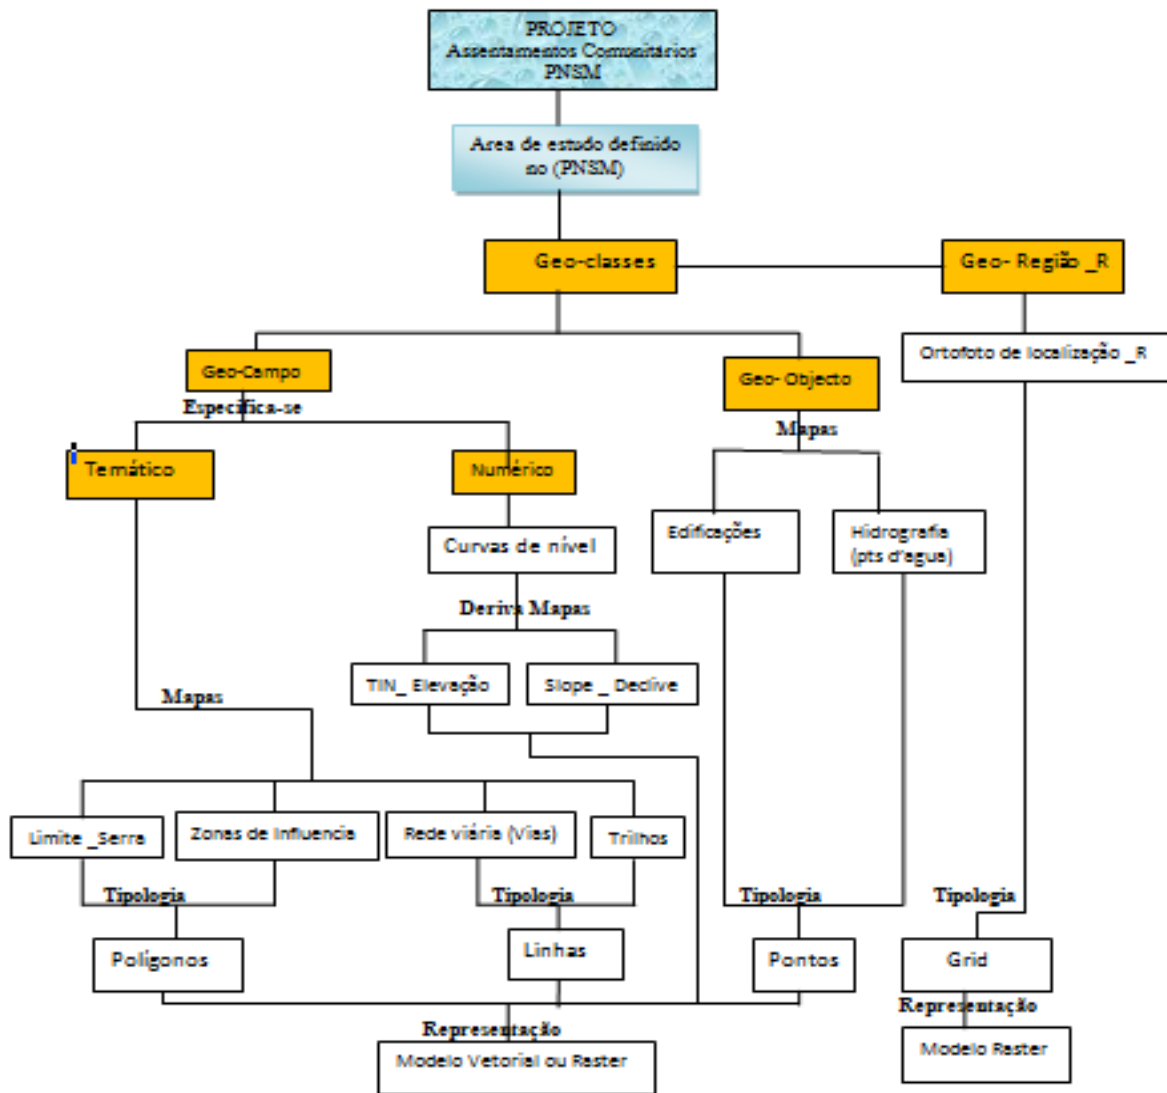 PROJETO
Assentamentos Comunitários
PNSM
Area de estudo definido
no (PNSM)
Geo-classes
Geo- Região _R
Ortofoto de localização _R
Geo-Campo
Geo- Objecto
Especifica-se
Mapas
Temático
Numérico
Edificações
Hidrografia
(pts d'agua)
Curvas de nível
Deriva Mapas
TIN_ Elevação
Slope _ Declive
Mapas
Limite _Serra
Zonas de Influencia
Rede viária (Vias)
Trilhos
Tipologia
Tipologia
Tipologia
Tipologia
Polígonos
Linhas
Pontos
Grid
Representação
Representação
Modelo Vetorial ou Raster
Modelo Raster